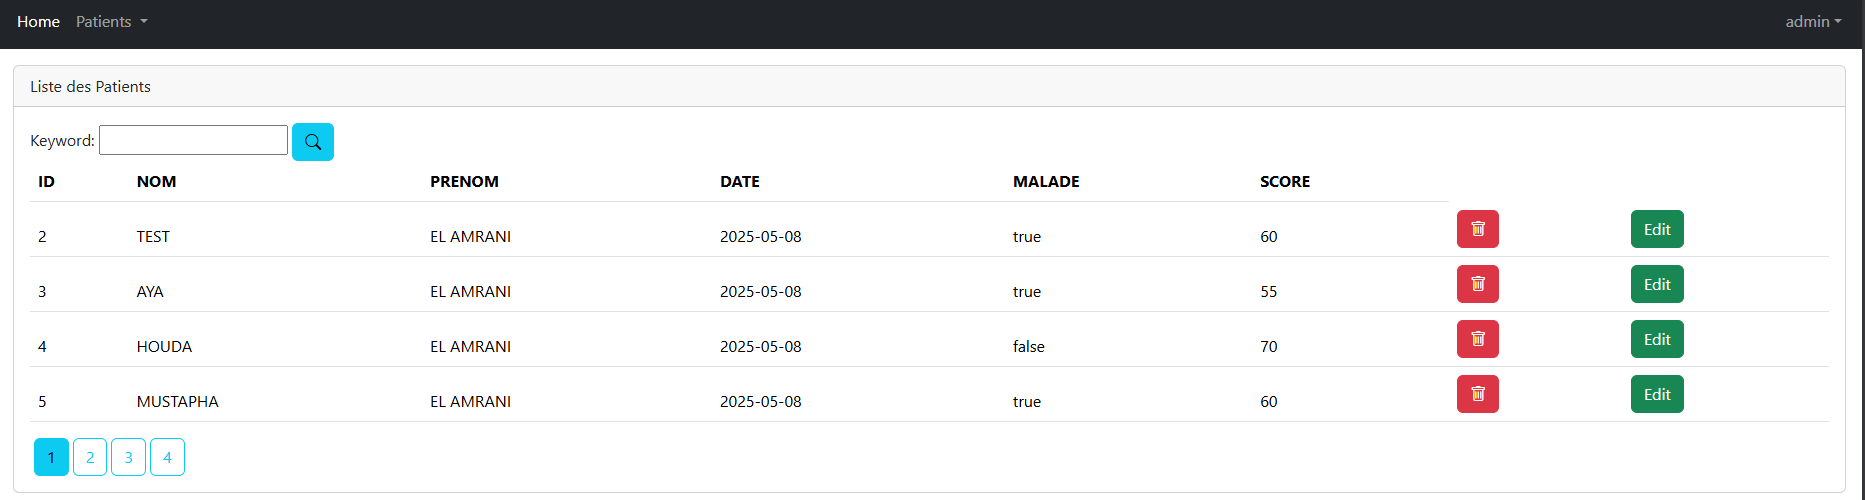 Home Patients admin
Liste des Patients
Keyword:
ID NOM PRENOM DATE MALADE SCORE
2 TEST EL AMRANI 2025-05-08 true 60 Edit
3 AYA EL AMRANI 2025-05-08 true 55 Edit
4 HOUDA EL AMRANI 2025-05-08 false 70 Edit
5 MUSTAPHA EL AMRANI 2025-05-08 true 60 Edit
1 2 3 4